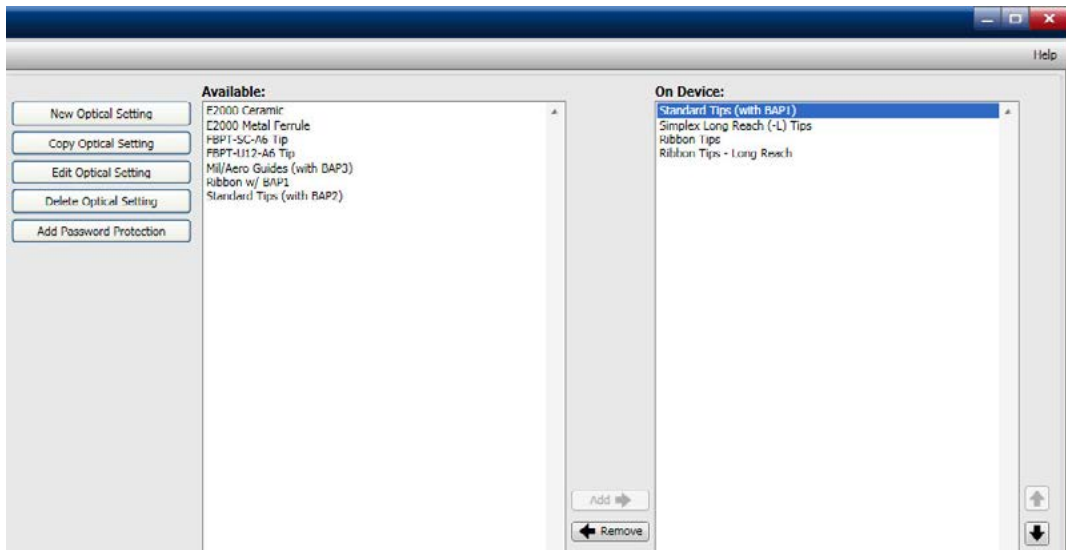 Help
New Optical Setting
Copy Optical Setting
Edit Optical Setting
Delete Optical Setting
Add Password Protection
Available:
E2000 Ceramic
E2000 Metal Ferrule
FBPT-SC-A6 Tip
FBPT-U12-A6 Tip
Mil/Aero Guides (with BAP3)
Ribbon w/ BAP1
Standard Tips (with BAP2)
Add
Remove
On Device:
Standard Tips (with BAP1)
Simplex Long Reach (-L) Tips
Ribbon Tips
Ribbon Tips - Long Reach